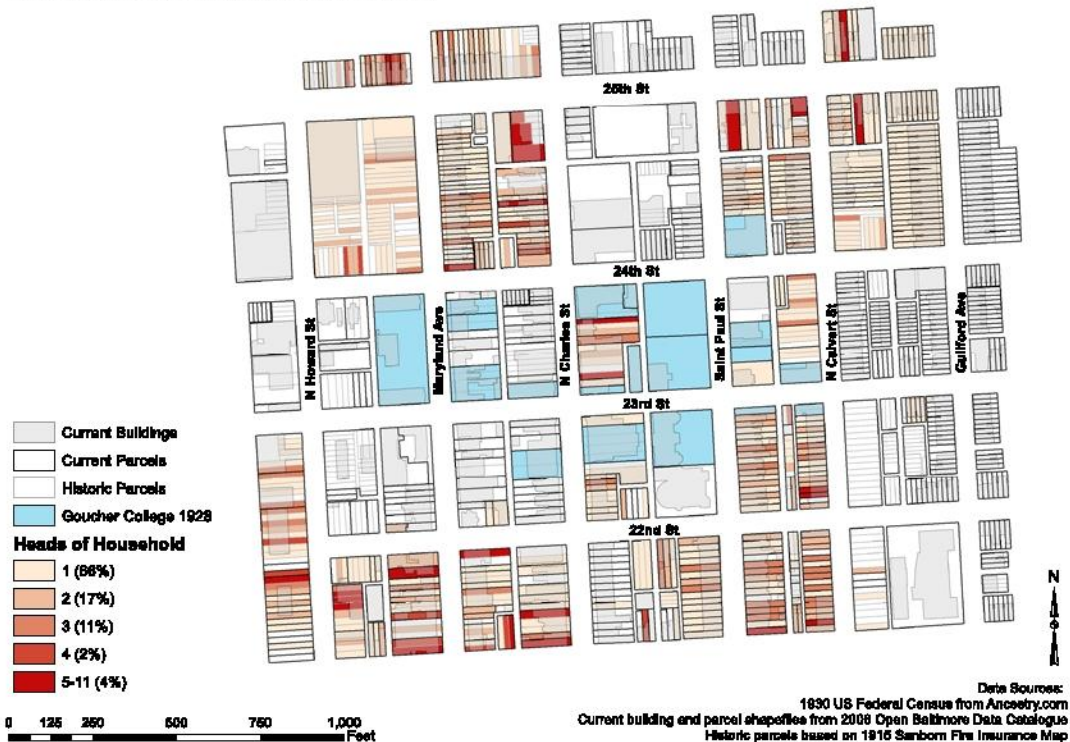 25th St
24th St
N Howard St
Maryland Ave
N Charles St
Saint Paul St
N Calvert St
Guilford Ave
23rd St
22nd St
Current Buildings
Current Parcels
Historic Parcels
Goucher College 1928
Heads of Household
1 (66%)
2 (17%)
3 (11%)
4 (2%)
5-11 (4%)
N
0 125 250 500 750 1,000
Feet
Data Sources:
1930 US Federal Census from Ancestry.com
Current building and parcel shapefiles from 2008 Open Baltimore Data Catalogue
Historic parcels based on 1915 Sanborn Fire Insurance Map